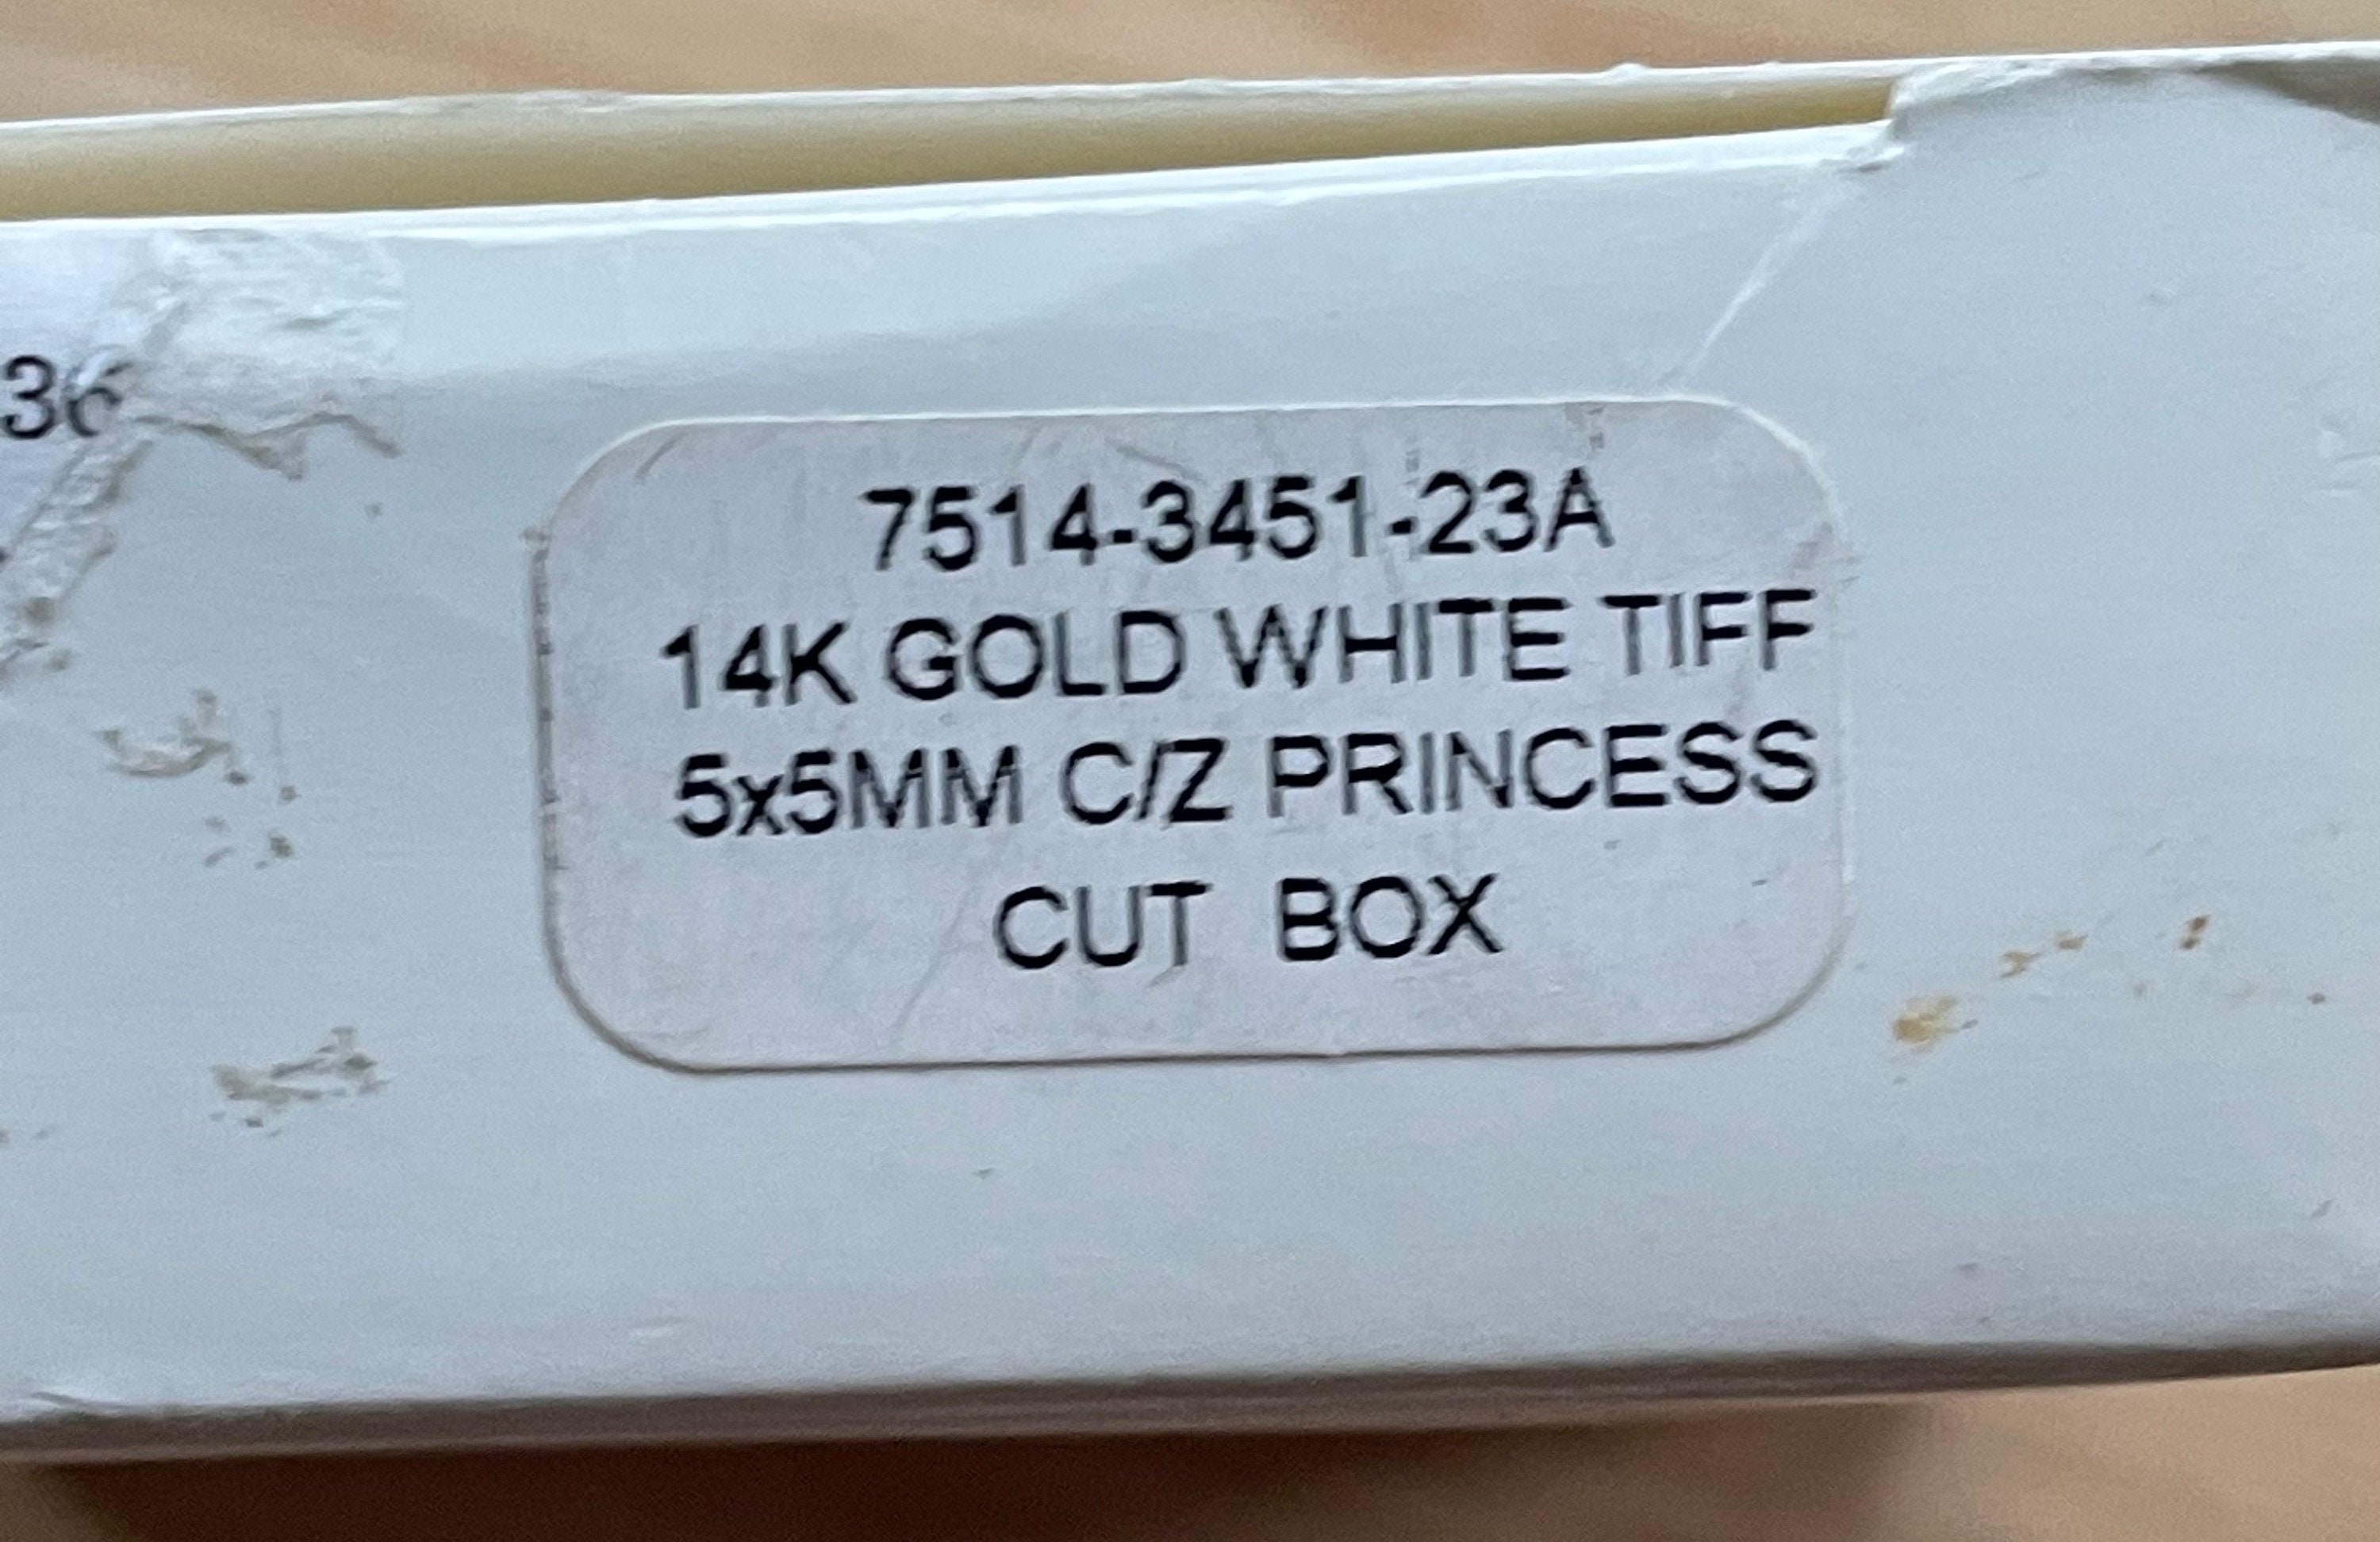 36
7514-3451-23A
14K GOLD WHITE TIFF
5x5MM C/Z PRINCESS
CUT BOX